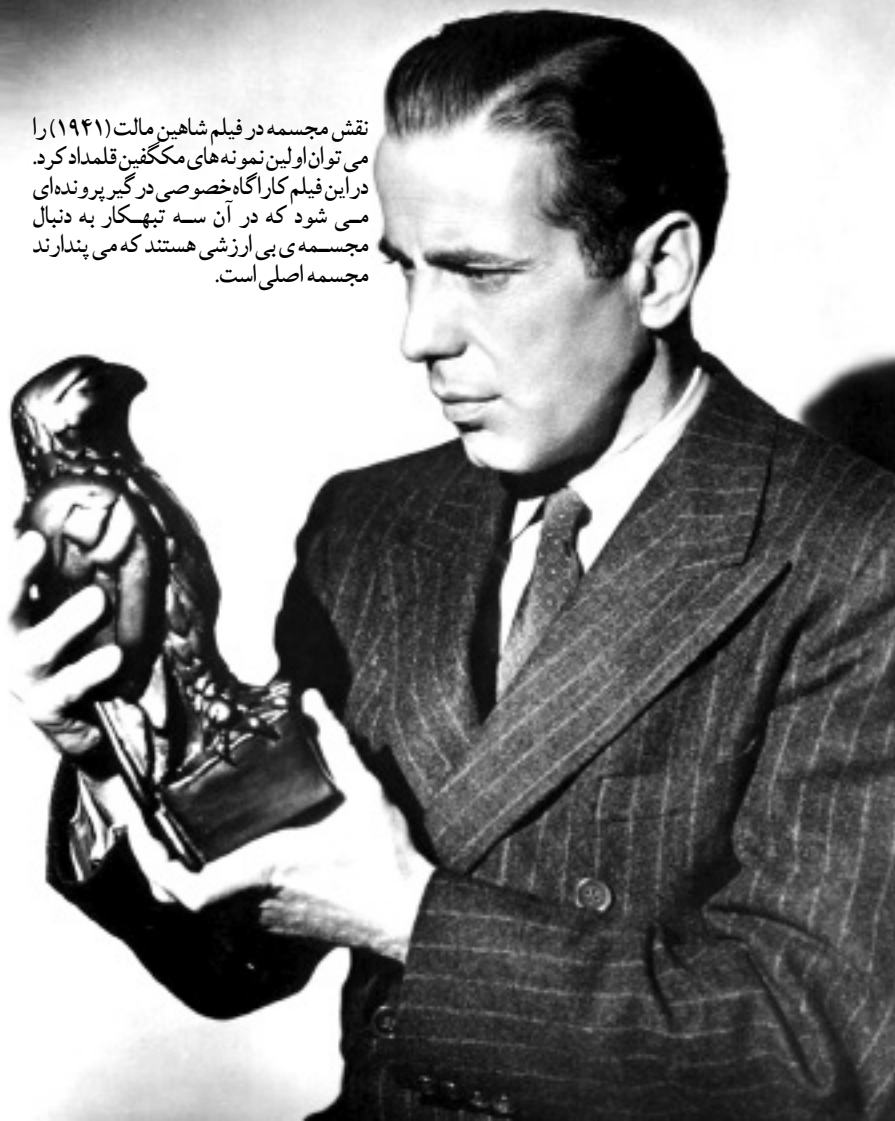 نقش مجسمه در فیلم شاهین مالت (۱۹۴۱) را
می توان اولین نمونه های مکگفین قلمداد کرد.
در این فیلم کاراگاه خصوصی درگیر پرونده‌ای
می شود که در آن سه تبهکار به دنبال
مجسمه ی بی ارزشی هستند که می پندارند
مجسمه اصلی است.